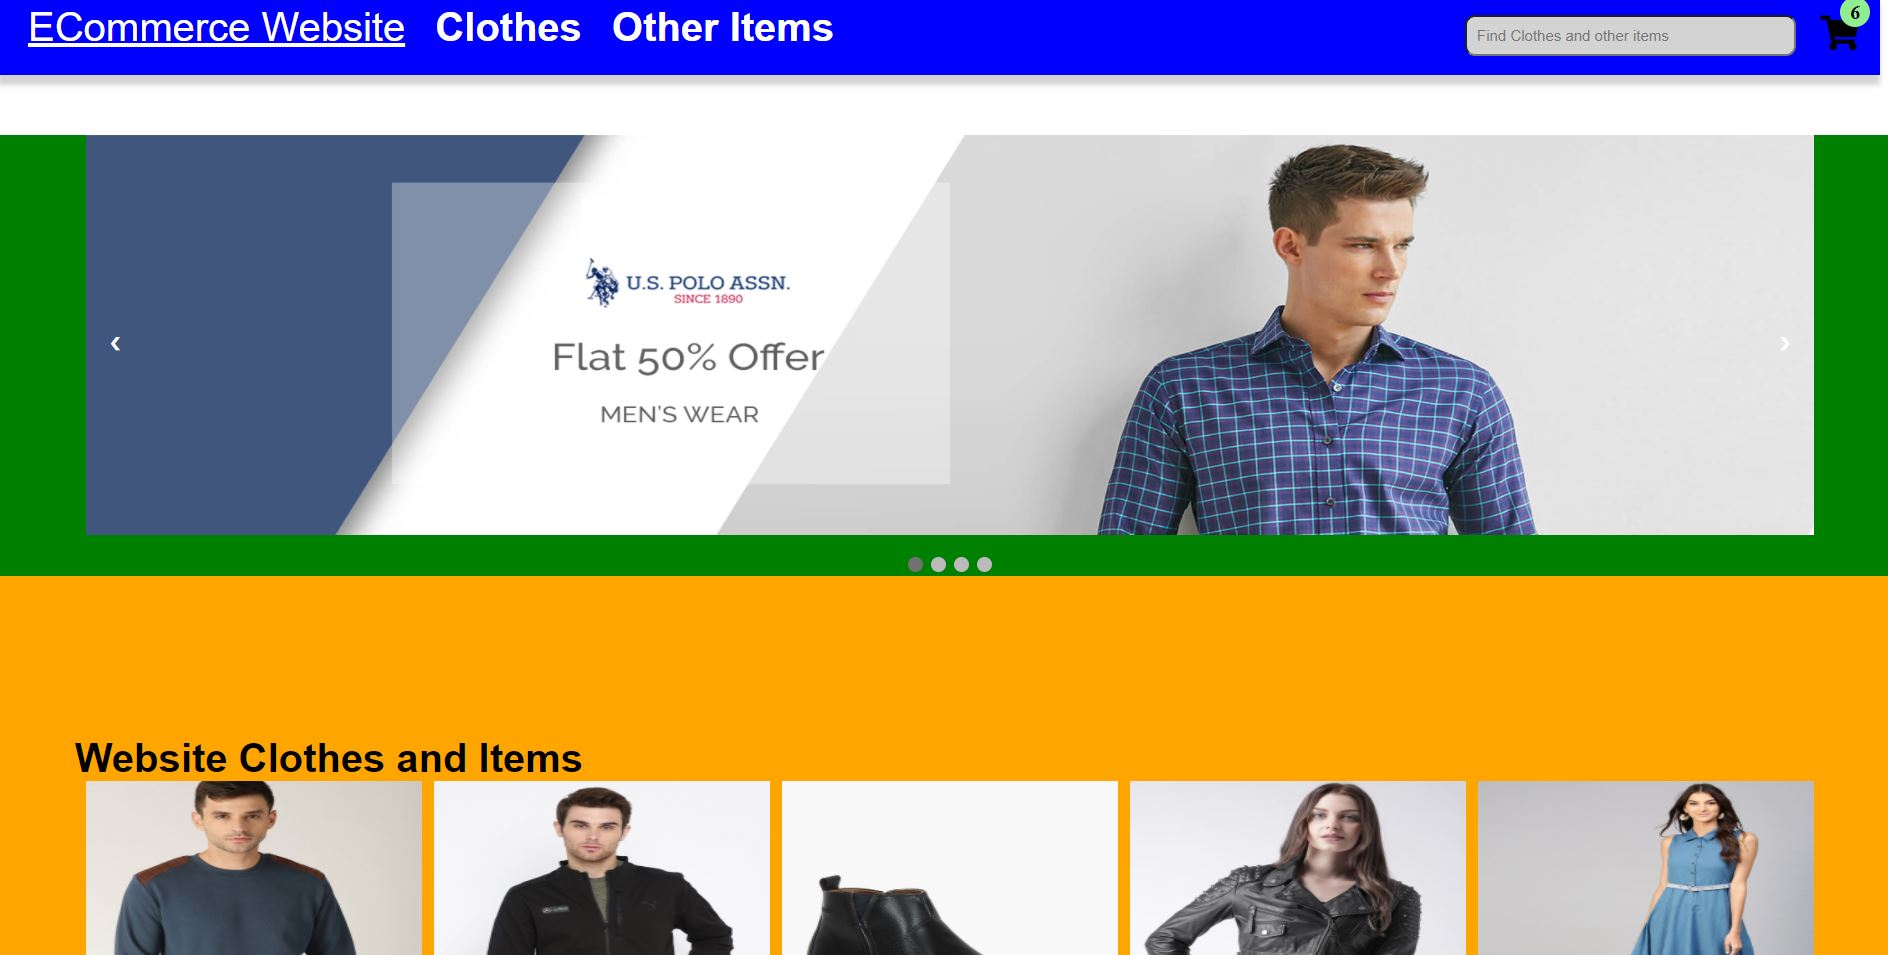 ECommerce Website Clothes Other Items
Find Clothes and other items
6
U.S. POLO ASSN.
SINCE 1890
Flat 50% Offer
MEN'S WEAR
‹ ›
Website Clothes and Items